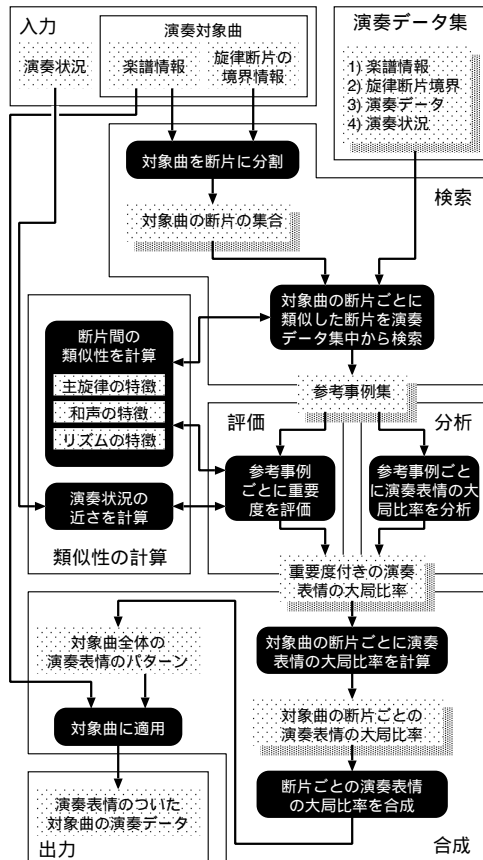 入力
演奏対象曲
演奏状況
楽譜情報
旋律断片の
境界情報
演奏データ集
1) 楽譜情報
2) 旋律断片境界
3) 演奏データ
4) 演奏状況
対象曲を断片に分割
検索
対象曲の断片の集合
対象曲の断片ごとに
類似した断片を演奏
データ集中から検索
断片間の
類似性を計算
主旋律の特徴
和声の特徴
リズムの特徴
参考事例集
評価
分析
参考事例
ごとに重要
度を評価
参考事例ごと
に演奏表情の大
局比率を分析
演奏状況の
近さを計算
類似性の計算
重要度付きの演奏
表情の大局比率
対象曲全体の
演奏表情のパターン
対象曲の断片ごとに演奏
表情の大局比率を計算
対象曲に適用
対象曲の断片ごとの
演奏表情の大局比率
断片ごとの演奏表情
の大局比率を合成
演奏表情のついた
対象曲の演奏データ
出力
合成